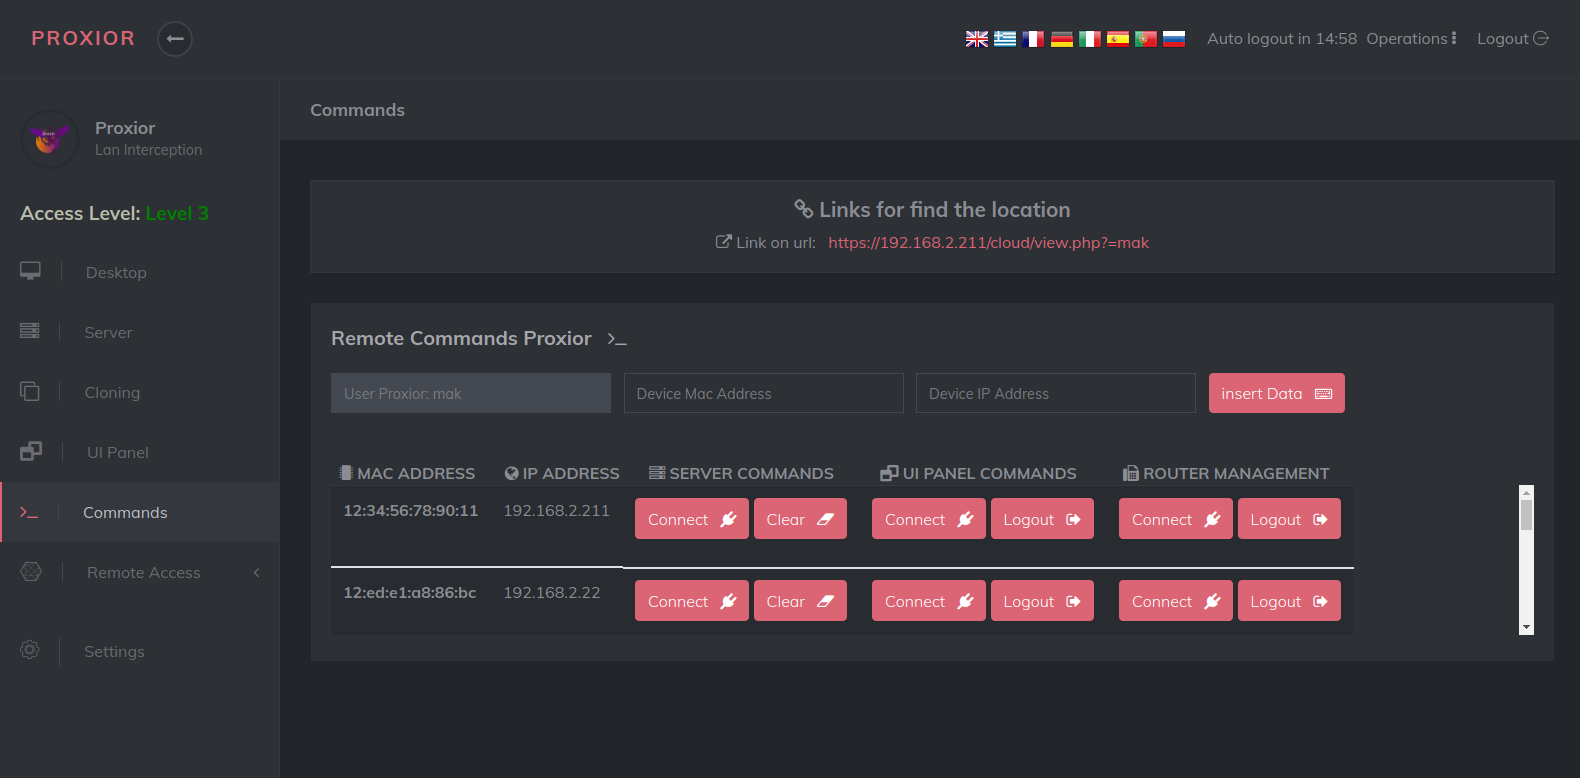 PROXIOR
Auto logout in 14:58 Operations Logout
Proxior
Lan Interception
Access Level: Level 3
Desktop
Server
Cloning
UI Panel
Commands
Remote Access
Settings
Commands
Links for find the location
Link on url: https://192.168.2.211/cloud/view.php?=mak
Remote Commands Proxior
User Proxior: mak Device Mac Address Device IP Address insert Data
MAC ADDRESS IP ADDRESS SERVER COMMANDS UI PANEL COMMANDS ROUTER MANAGEMENT
12:34:56:78:90:11 192.168.2.211 Connect Clear Connect Logout Connect Logout
12:ed:e1:a8:86:bc 192.168.2.22 Connect Clear Connect Logout Connect Logout